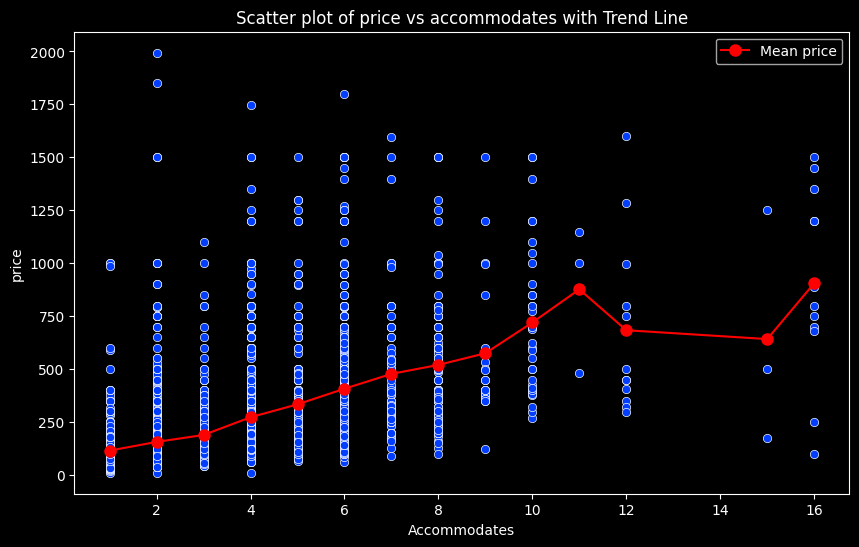 Scatter plot of price vs accommodates with Trend Line
Mean price
2000
1750
1500
1250
1000
750
500
250
0
price
2 4 6 8 10 12 14 16
Accommodates